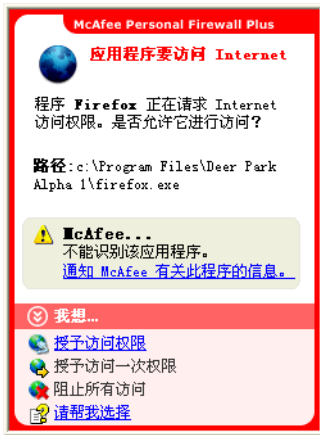 McAfee Personal Firewall Plus
应用程序要访问 Internet
程序 Firefox 正在请求 Internet
访问权限。是否允许它进行访问?
路径:c:\Program Files\Deer Park
Alpha 1\firefox.exe
McAfee...
不能识别该应用程序。
通知 McAfee 有关此程序的信息。
我想...
授予访问权限
授予访问一次权限
阻止所有访问
请帮我选择